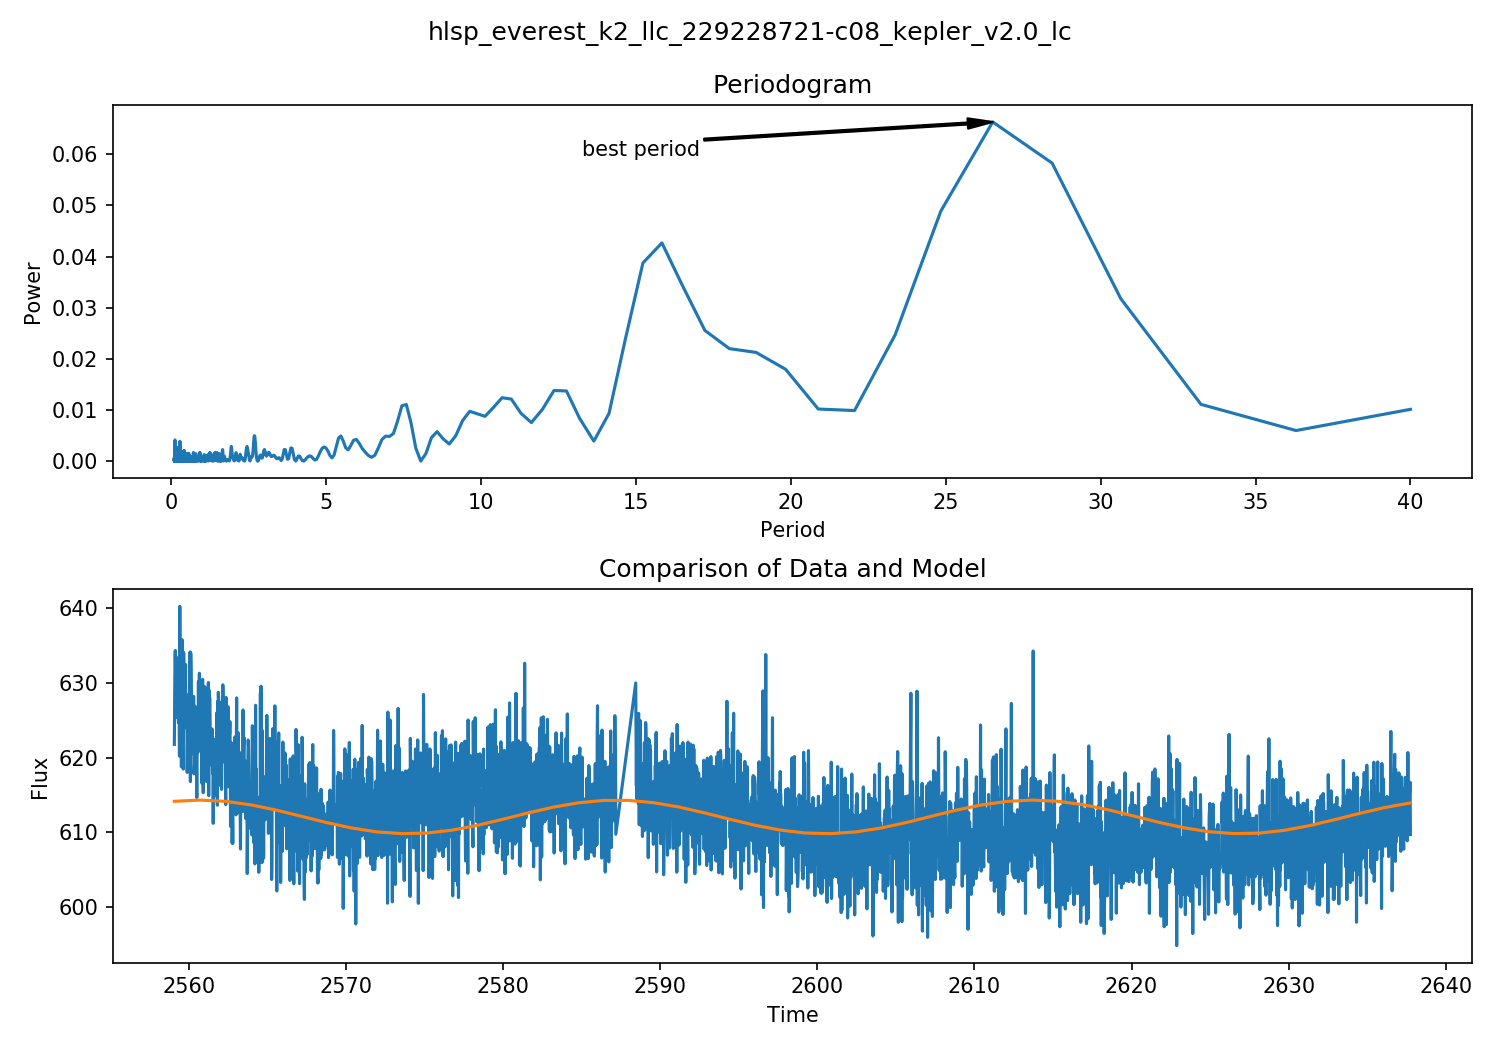 hlsp_everest_k2_llc_229228721-c08_kepler_v2.0_lc
Periodogram
best period
0.06
0.05
0.04
0.03
0.02
0.01
0.00
Power
0 5 10 15 20 25 30 35 40
Period
Comparison of Data and Model
640
630
620
610
600
Flux
2560 2570 2580 2590 2600 2610 2620 2630 2640
Time